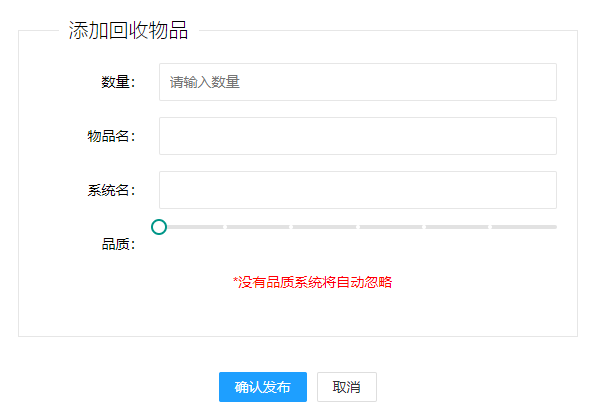 添加回收物品
数量：
请输入数量
物品名：
系统名：
品质：
*没有品质系统将自动忽略
确认发布 取消